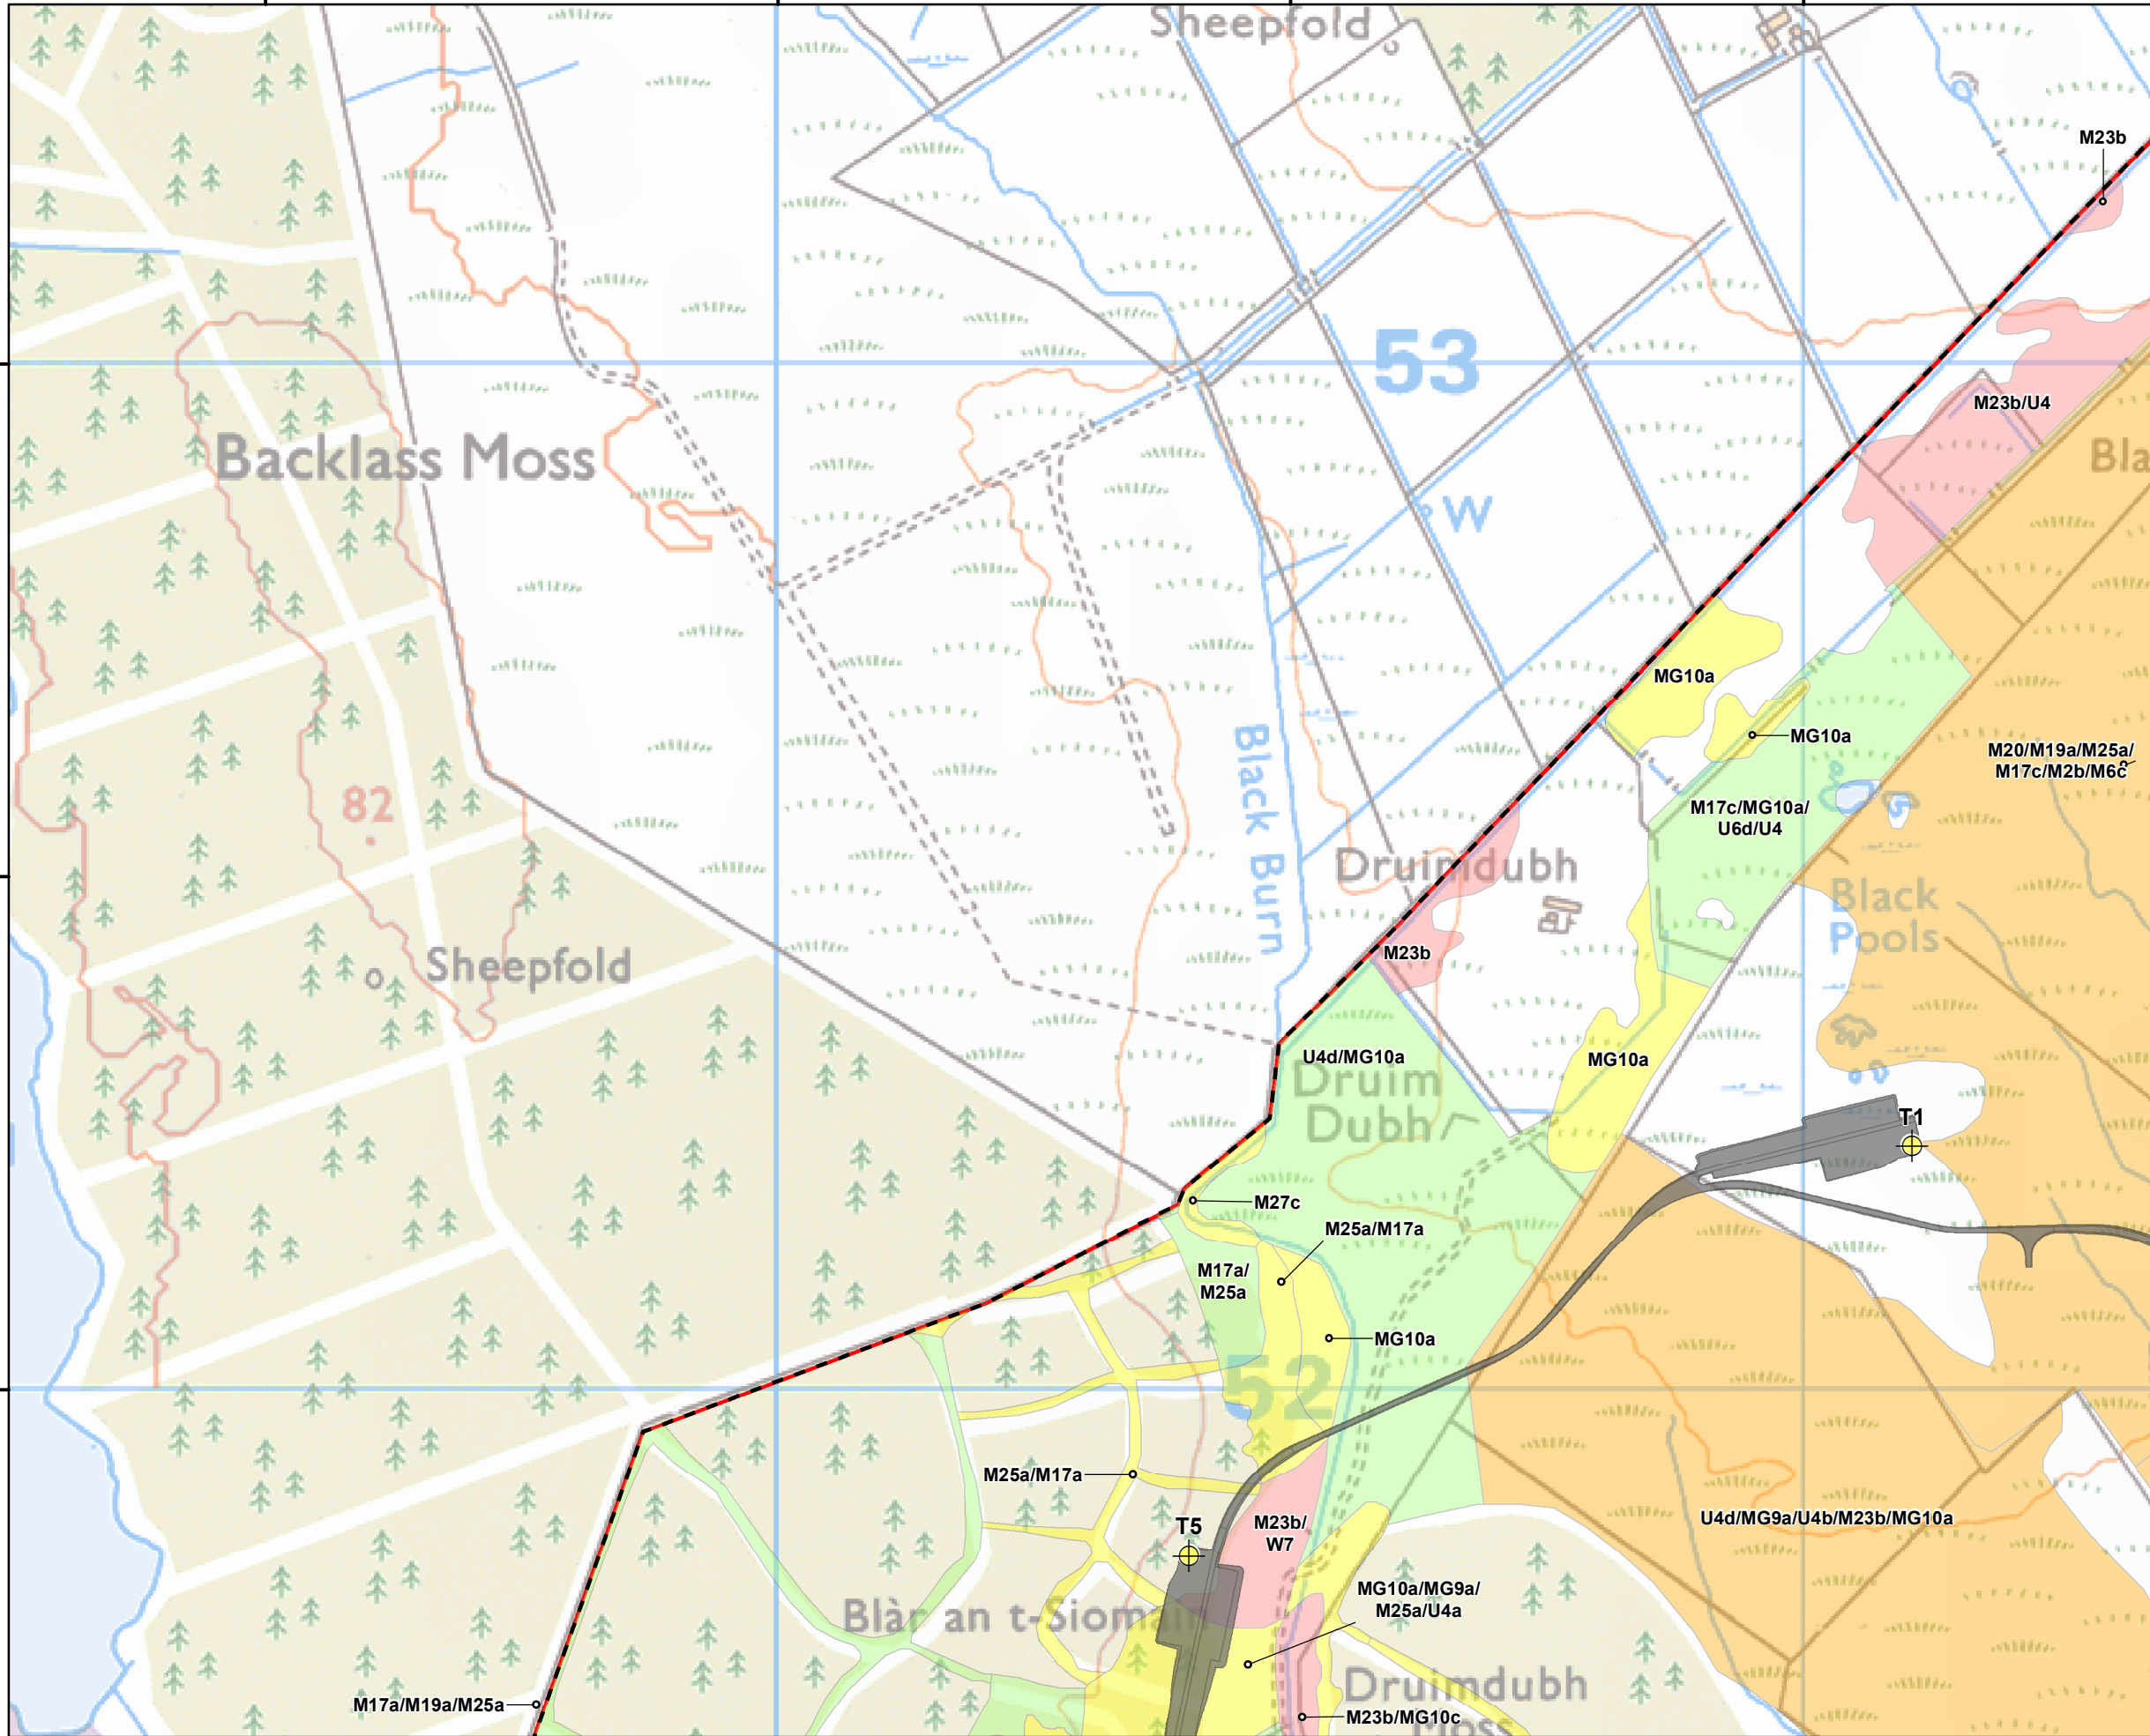 Sheepfold
M23b
53
M23b/U4
Backlass Moss
Bla
W
MG10a
MG10a
M20/M19a/M25a/
M17c/M2b/M6c
82
M17c/MG10a/
U6d/U4
Black Burn
Druimdubh
Black
Pools
M23b
Sheepfold
U4d/MG10a
MG10a
Druim
Dubh
T1
M27c
M25a/M17a
M17a/
M25a
MG10a
52
M25a/M17a
T5
M23b/
W7
U4d/MG9a/U4b/M23b/MG10a
MG10a/MG9a/
M25a/U4a
Blàr an t-Sioman
Druimdubh
Moss
M17a/M19a/M25a
M23b/MG10c